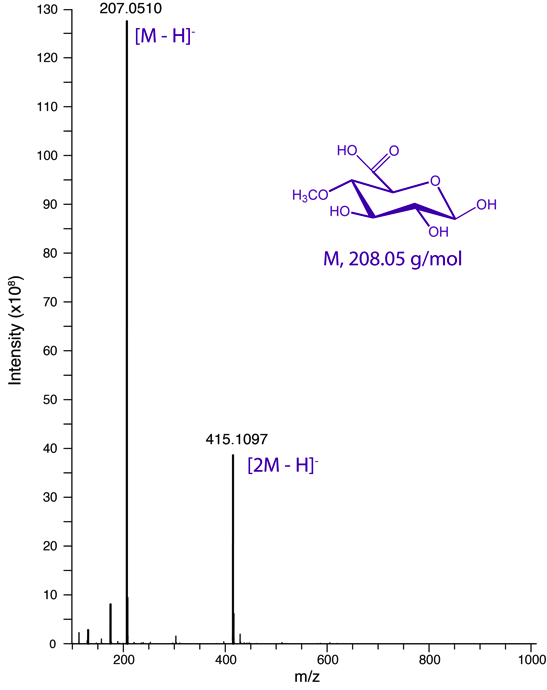 207.0510
[M - H]-
130
120
110
100
90
80
70
60
50
40
30
20
10
0
Intensity (x10⁸)
HO
O
O
H₃CO
HO
OH
OH
M, 208.05 g/mol
415.1097
[2M - H]-
200
400
600
800
1000
m/z